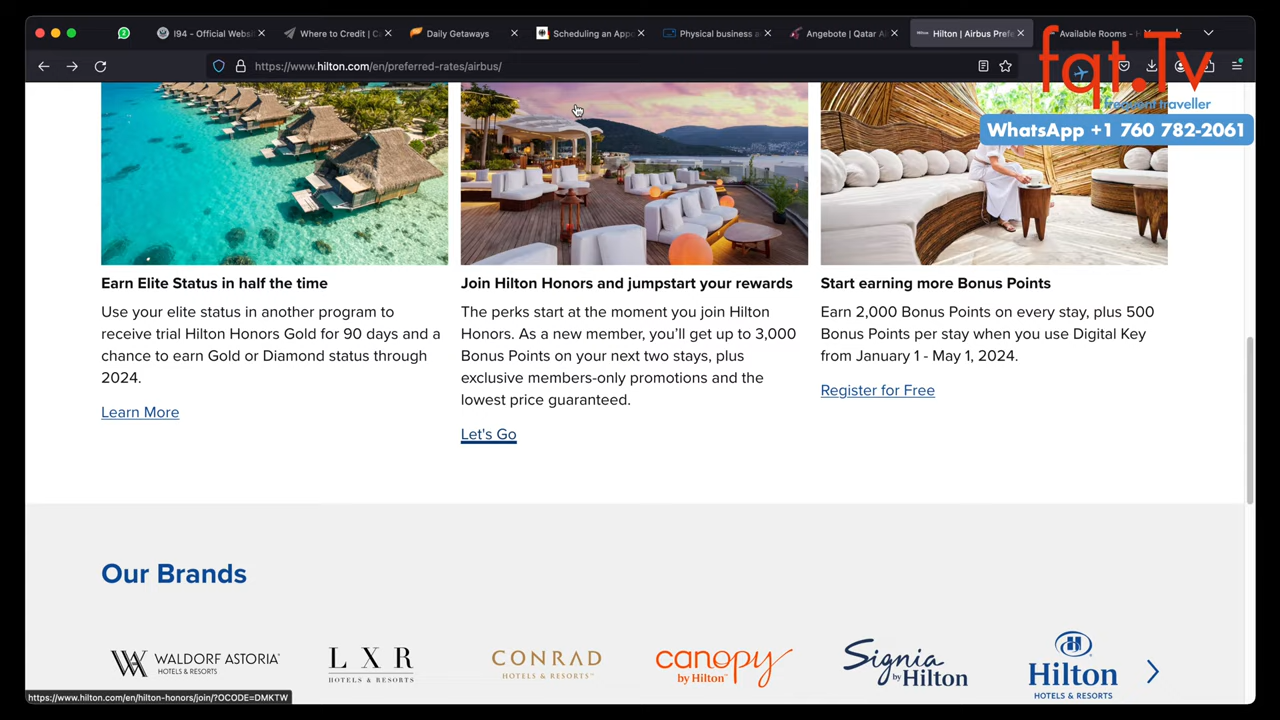 2
I94 - Official Websi
Where to Credit | C
Daily Getaways
Scheduling an Appo
Physical business a
Angebote | Qatar Ai
Hilton | Airbus Prefe
Available Rooms -
https://www.hilton.com/en/preferred-rates/airbus/
fqt.Tv
frequent traveller
WhatsApp +1 760 782-2061
Earn Elite Status in half the time
Use your elite status in another program to
receive trial Hilton Honors Gold for 90 days and a
chance to earn Gold or Diamond status through
2024.
Learn More
Join Hilton Honors and jumpstart your rewards
The perks start at the moment you join Hilton
Honors. As a new member, you'll get up to 3,000
Bonus Points on your next two stays, plus
exclusive members-only promotions and the
lowest price guaranteed.
Let's Go
Start earning more Bonus Points
Earn 2,000 Bonus Points on every stay, plus 500
Bonus Points per stay when you use Digital Key
from January 1 - May 1, 2024.
Register for Free
Our Brands
WALDORF ASTORIA
HOTELS & RESORTS
LXR
HOTELS & RESORTS
CONRAD
HOTELS & RESORTS
canopy
by Hilton
Signia
by Hilton
Hilton
HOTELS & RESORTS
https://www.hilton.com/en/hilton-honors/join/?OCODE=DMKTW